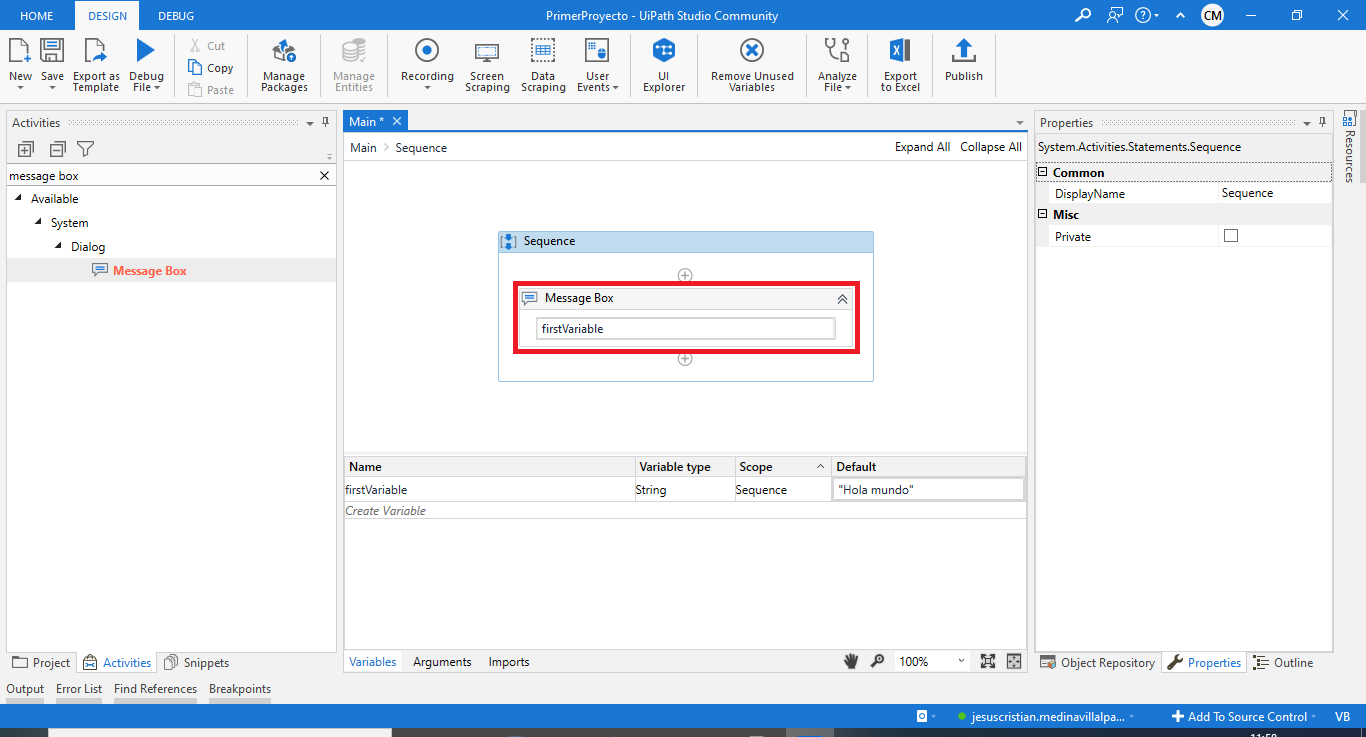 HOME DESIGN DEBUG PrimerProyecto - UiPath Studio Community CM
New Save Export as Template Debug File Cut Copy Paste Manage Packages Manage Entities Recording Screen Scraping Data Scraping User Events UI Explorer Remove Unused Variables Analyze File Export to Excel Publish
Activities
message box
Available
System
Dialog
Message Box
Main *
Main > Sequence Expand All Collapse All
Sequence
Message Box
firstVariable
Name Variable type Scope Default
firstVariable String Sequence "Hola mundo"
Create Variable
Variables Arguments Imports 100%
Properties
System.Activities.Statements.Sequence
Common
DisplayName Sequence
Misc
Private
Resources
Project Activities Snippets
Object Repository Properties Outline
Output Error List Find References Breakpoints
jesuscristian.medinavillalpa... Add To Source Control VB